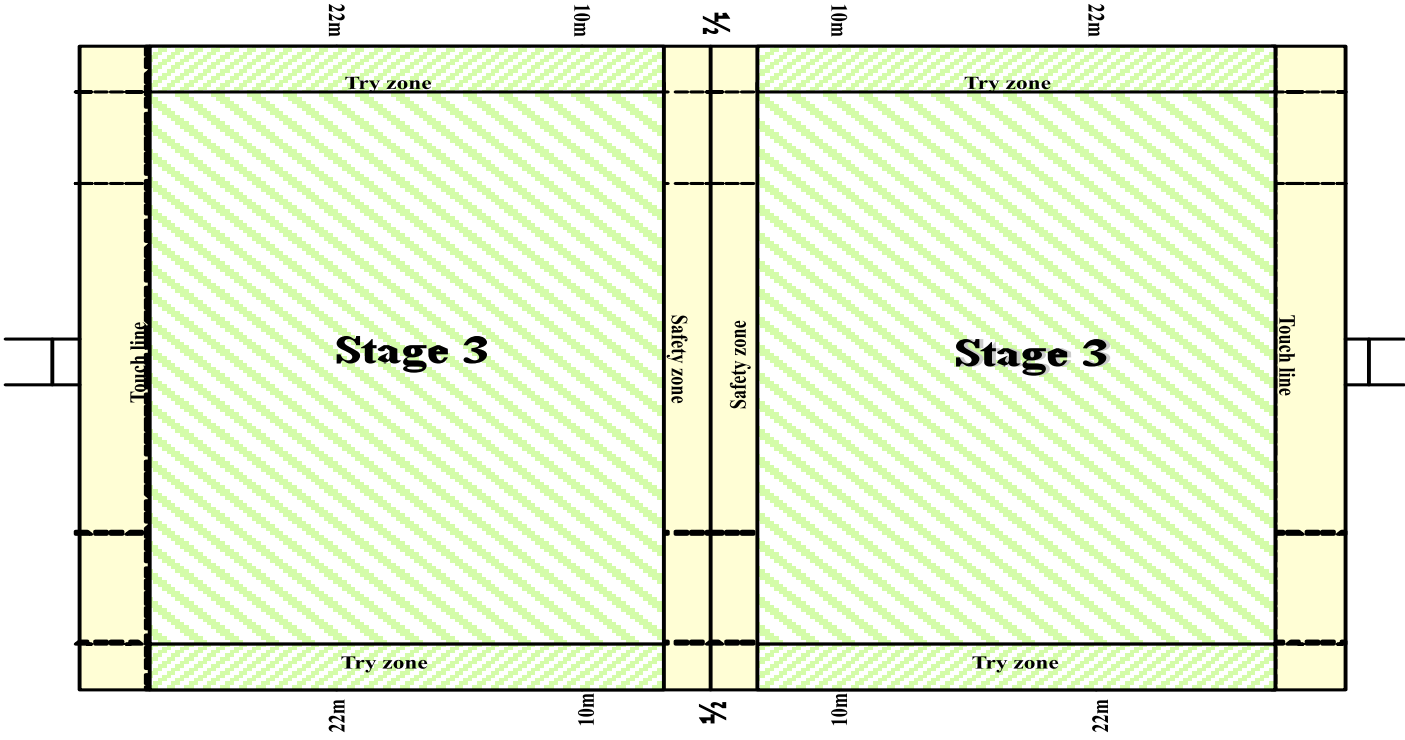 22m
10m
½
10m
22m
Try zone
Try zone
Touch line
Stage 3
Safety zone
Safety zone
Stage 3
Touch line
Try zone
Try zone
22m
10m
½
10m
22m